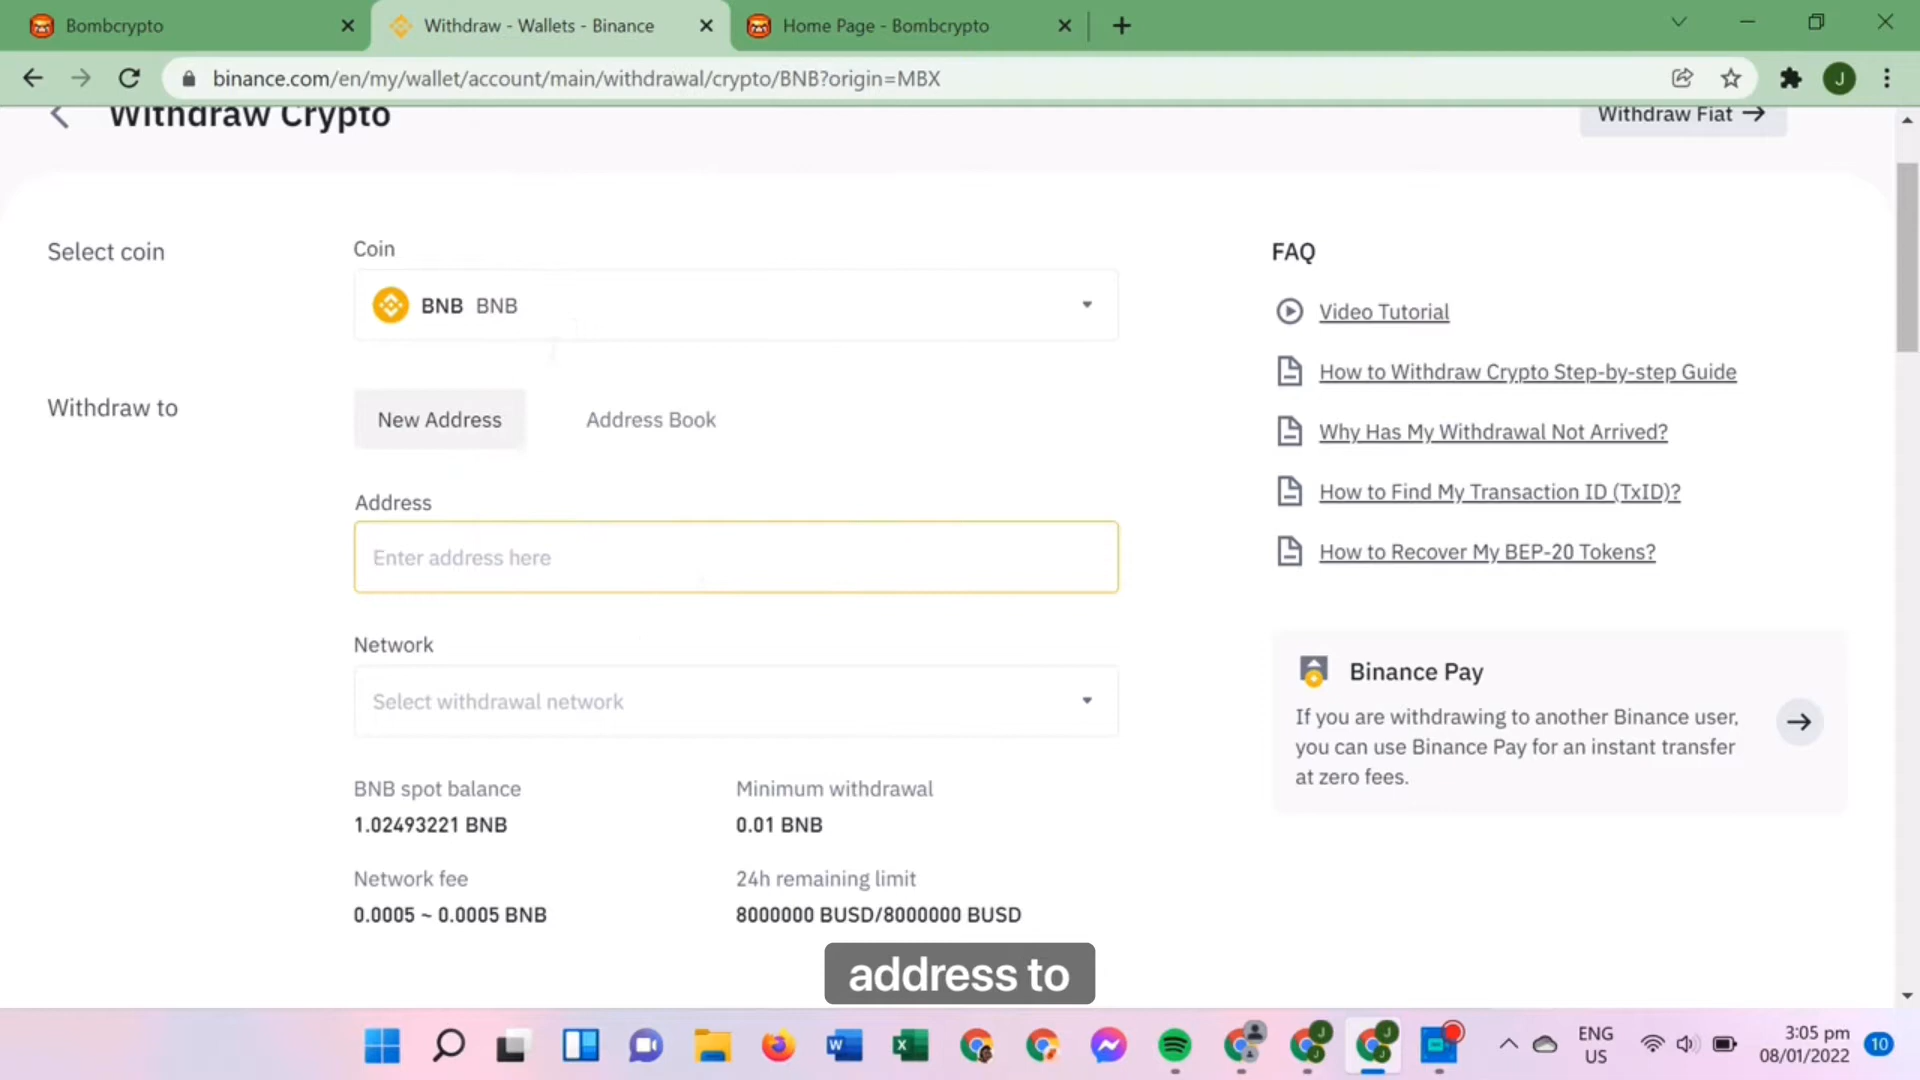 Bombcrypto
Withdraw - Wallets - Binance
Home Page - Bombcrypto
binance.com/en/my/wallet/account/main/withdrawal/crypto/BNB?origin=MBX
J
Withdraw Crypto
Withdraw Fiat →
Select coin
Coin
BNB BNB
Withdraw to
New Address
Address Book
Address
Enter address here
Network
Select withdrawal network
BNB spot balance
1.02493221 BNB
Minimum withdrawal
0.01 BNB
Network fee
0.0005 ~ 0.0005 BNB
24h remaining limit
8000000 BUSD/8000000 BUSD
FAQ
Video Tutorial
How to Withdraw Crypto Step-by-step Guide
Why Has My Withdrawal Not Arrived?
How to Find My Transaction ID (TxID)?
How to Recover My BEP-20 Tokens?
Binance Pay
If you are withdrawing to another Binance user,
you can use Binance Pay for an instant transfer
at zero fees.
address to
W
X
J
J
J
J
ENG
US
3:05 pm
08/01/2022
10